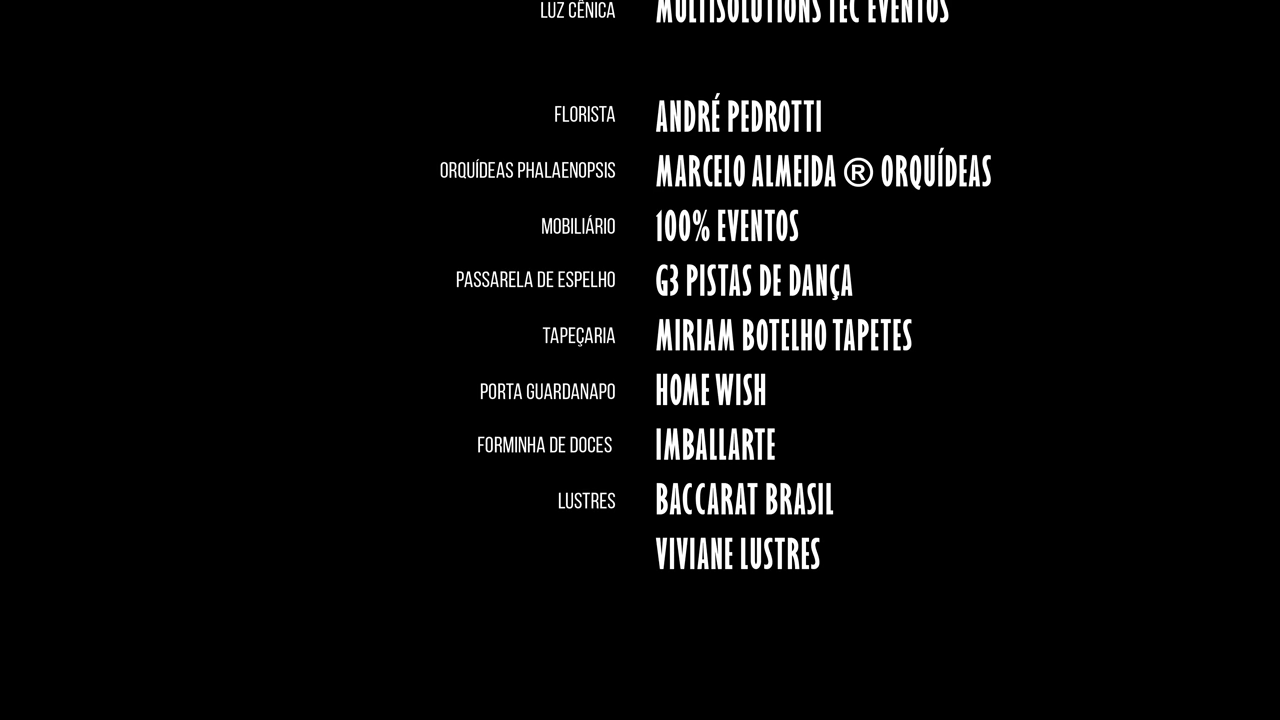 LUZ CÊNICA MULTISOLUTIONS TEC EVENTOS
FLORISTA ANDRÉ PEDROTTI
ORQUÍDEAS PHALAENOPSIS MARCELO ALMEIDA ® ORQUÍDEAS
MOBILIÁRIO 100% EVENTOS
PASSARELA DE ESPELHO G3 PISTAS DE DANÇA
TAPEÇARIA MIRIAM BOTELHO TAPETES
PORTA GUARDANAPO HOME WISH
FORMINHA DE DOCES IMBALLARTE
LUSTRES BACCARAT BRASIL
VIVIANE LUSTRES